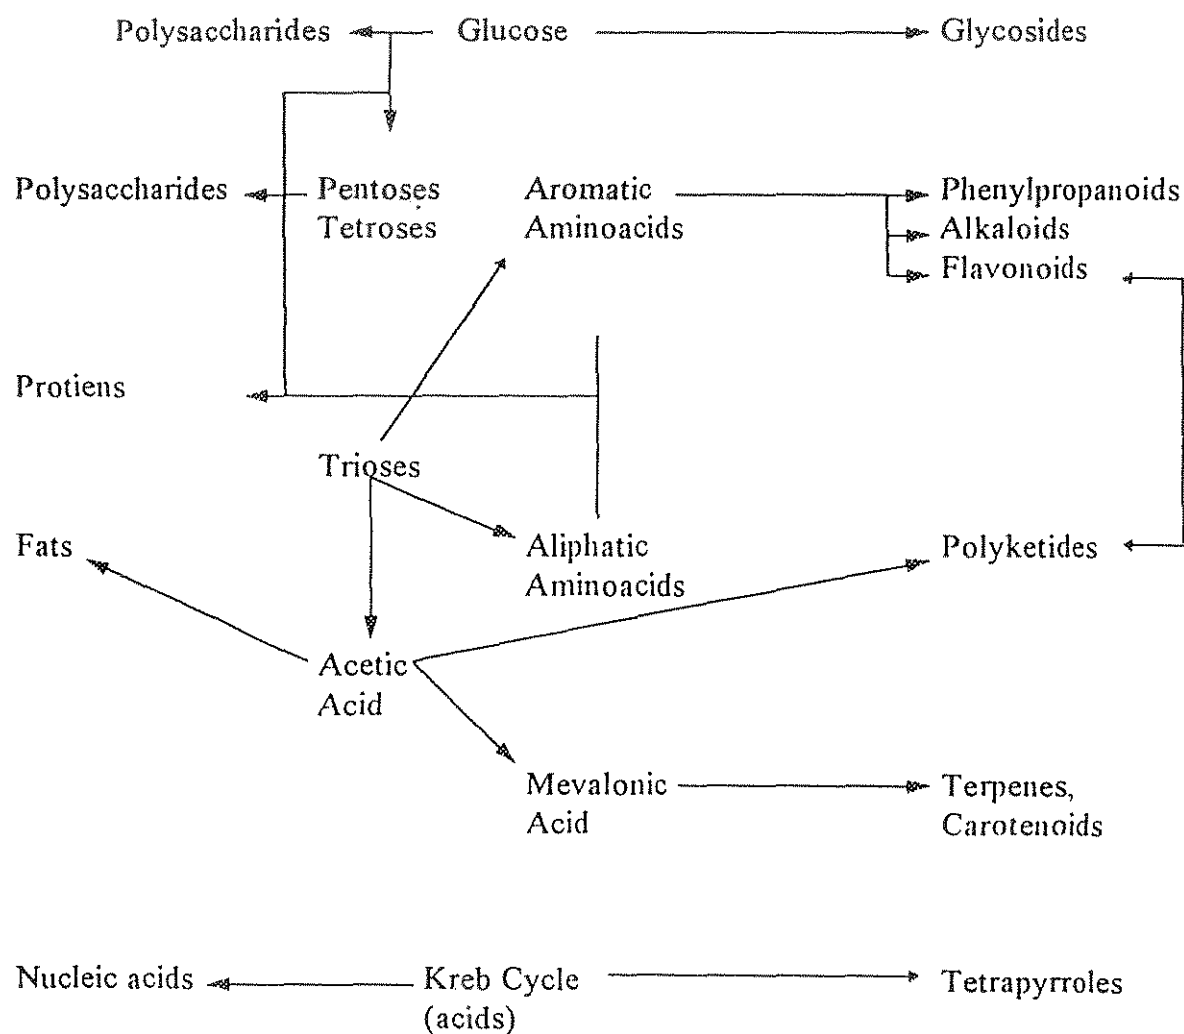 Polysaccharides Glucose Glycosides
Polysaccharides Pentoses Aromatic Phenylpropanoids
Tetroses Aminoacids Alkaloids
Flavonoids
Protiens
Trioses
Fats Aliphatic Polyketides
Aminoacids
Acetic
Acid
Mevalonic Terpenes,
Acid Carotenoids
Nucleic acids Kreb Cycle Tetrapyrroles
(acids)